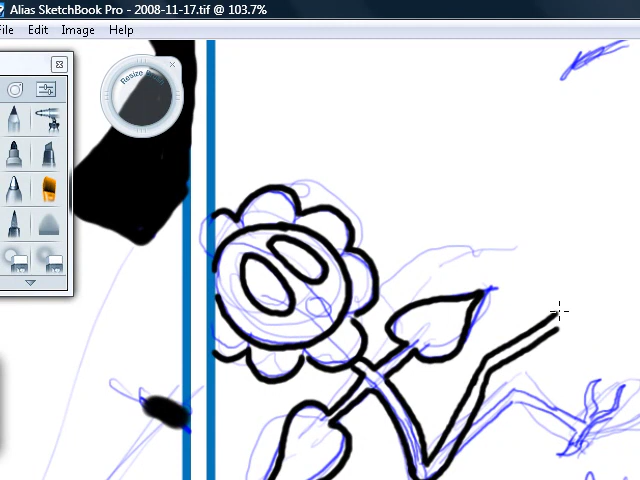 Alias SketchBook Pro - 2008-11-17.tif @ 103.7%
File Edit Image Help
Resize